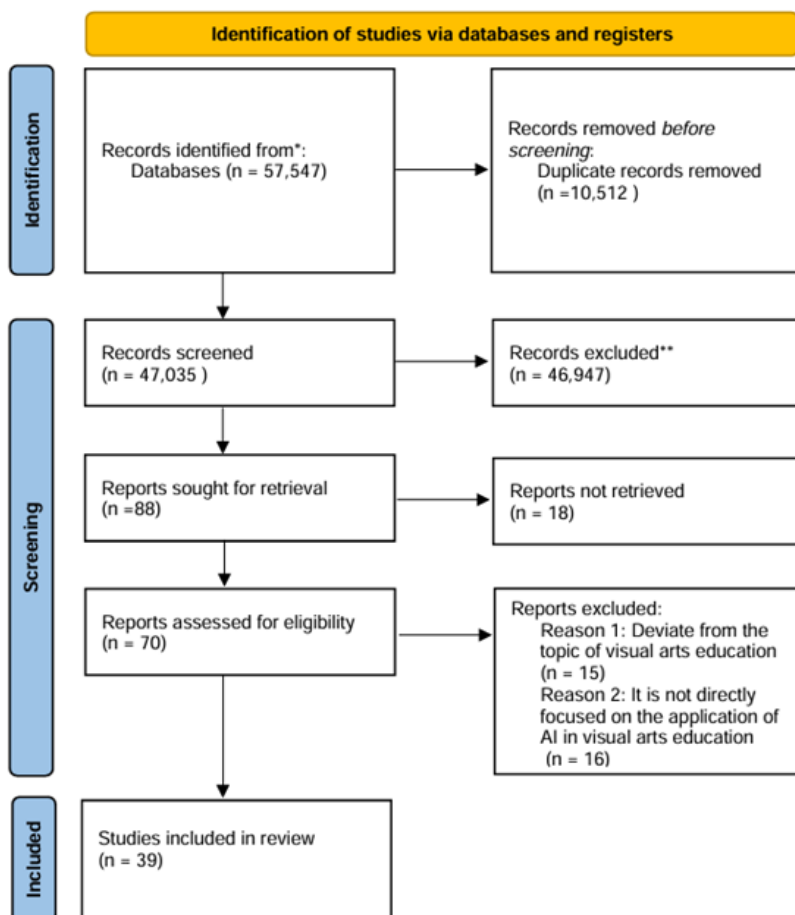 Identification of studies via databases and registers
Identification
Records identified from*:
Databases (n = 57,547)
Records removed before
screening:
Duplicate records removed
(n =10,512 )
Screening
Records screened
(n = 47,035 )
Records excluded**
(n = 46,947)
Reports sought for retrieval
(n =88)
Reports not retrieved
(n = 18)
Reports assessed for eligibility
(n = 70)
Reports excluded:
Reason 1: Deviate from the
topic of visual arts education
(n = 15)
Reason 2: It is not directly
focused on the application of
AI in visual arts education
(n = 16)
Included
Studies included in review
(n = 39)